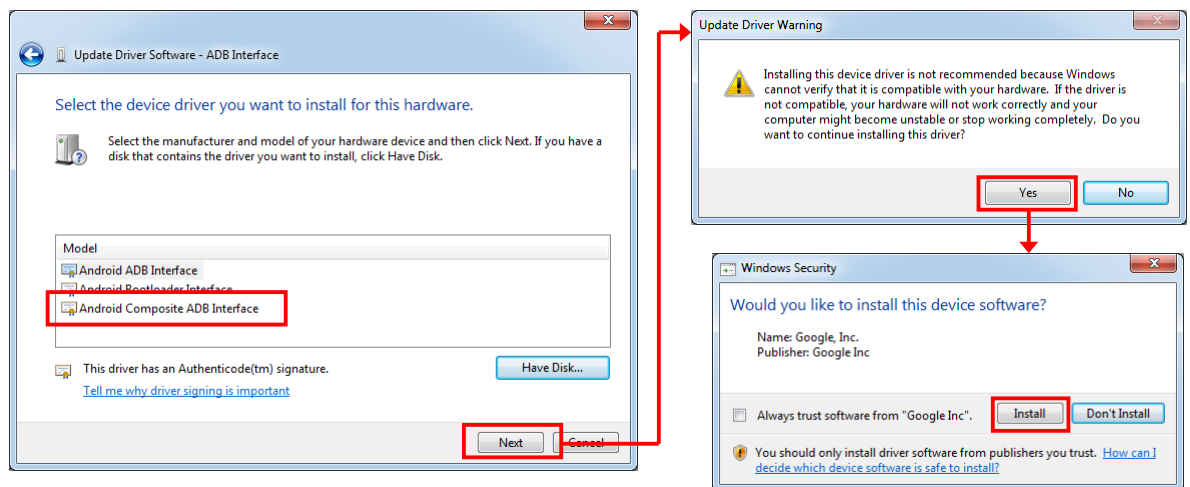 Update Driver Software - ADB Interface
Select the device driver you want to install for this hardware.
Select the manufacturer and model of your hardware device and then click Next. If you have a
disk that contains the driver you want to install, click Have Disk.
Model
Android ADB Interface
Android Bootloader Interface
Android Composite ADB Interface
This driver has an Authenticode(tm) signature.
Have Disk...
Tell me why driver signing is important
Next
Cancel
Update Driver Warning
Installing this device driver is not recommended because Windows
cannot verify that it is compatible with your hardware. If the driver is
not compatible, your hardware will not work correctly and your
computer might become unstable or stop working completely. Do you
want to continue installing this driver?
Yes
No
Windows Security
Would you like to install this device software?
Name: Google, Inc.
Publisher: Google Inc
Always trust software from "Google Inc".
Install
Don't Install
You should only install driver software from publishers you trust. How can I
decide which device software is safe to install?